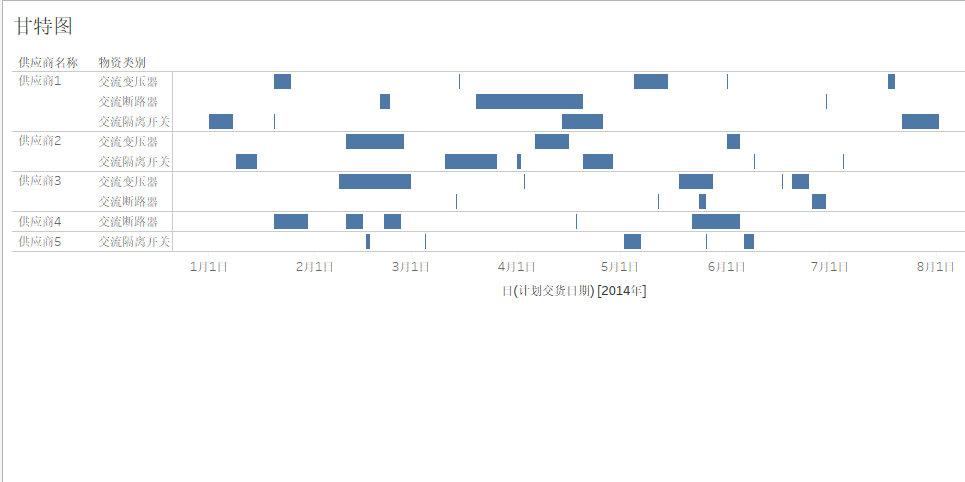 甘特图
供应商名称 物资类别
供应商1 交流变压器
交流断路器
交流隔离开关
供应商2 交流变压器
交流隔离开关
供应商3 交流变压器
交流断路器
供应商4 交流断路器
供应商5 交流隔离开关
1月1日 2月1日 3月1日 4月1日 5月1日 6月1日 7月1日 8月1日
日(计划交货日期) [2014年]